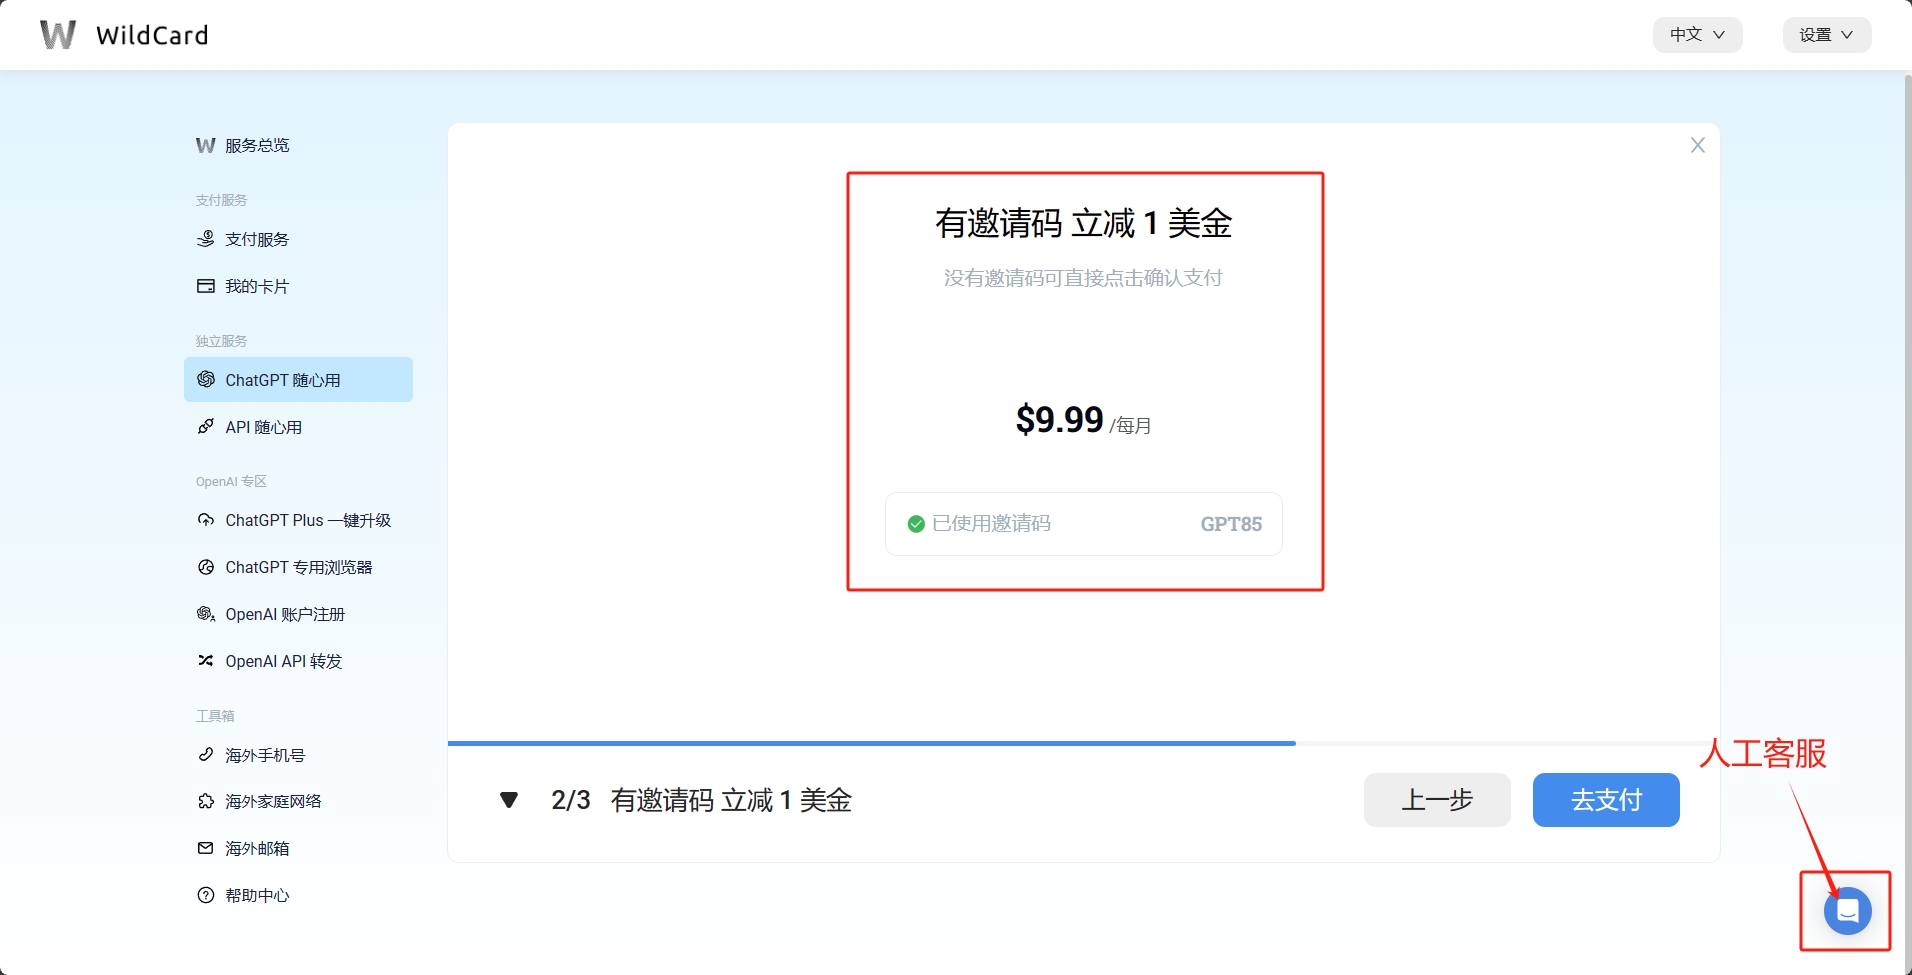 WildCard
中文
设置
服务总览
支付服务
支付服务
我的卡片
独立服务
ChatGPT 随心用
API 随心用
OpenAI 专区
ChatGPT Plus 一键升级
ChatGPT 专用浏览器
OpenAI 账户注册
OpenAI API 转发
工具箱
海外手机号
海外家庭网络
海外邮箱
帮助中心
有邀请码 立减 1 美金
没有邀请码可直接点击确认支付
$9.99 /每月
已使用邀请码 GPT85
2/3 有邀请码 立减 1 美金
上一步
去支付
人工客服